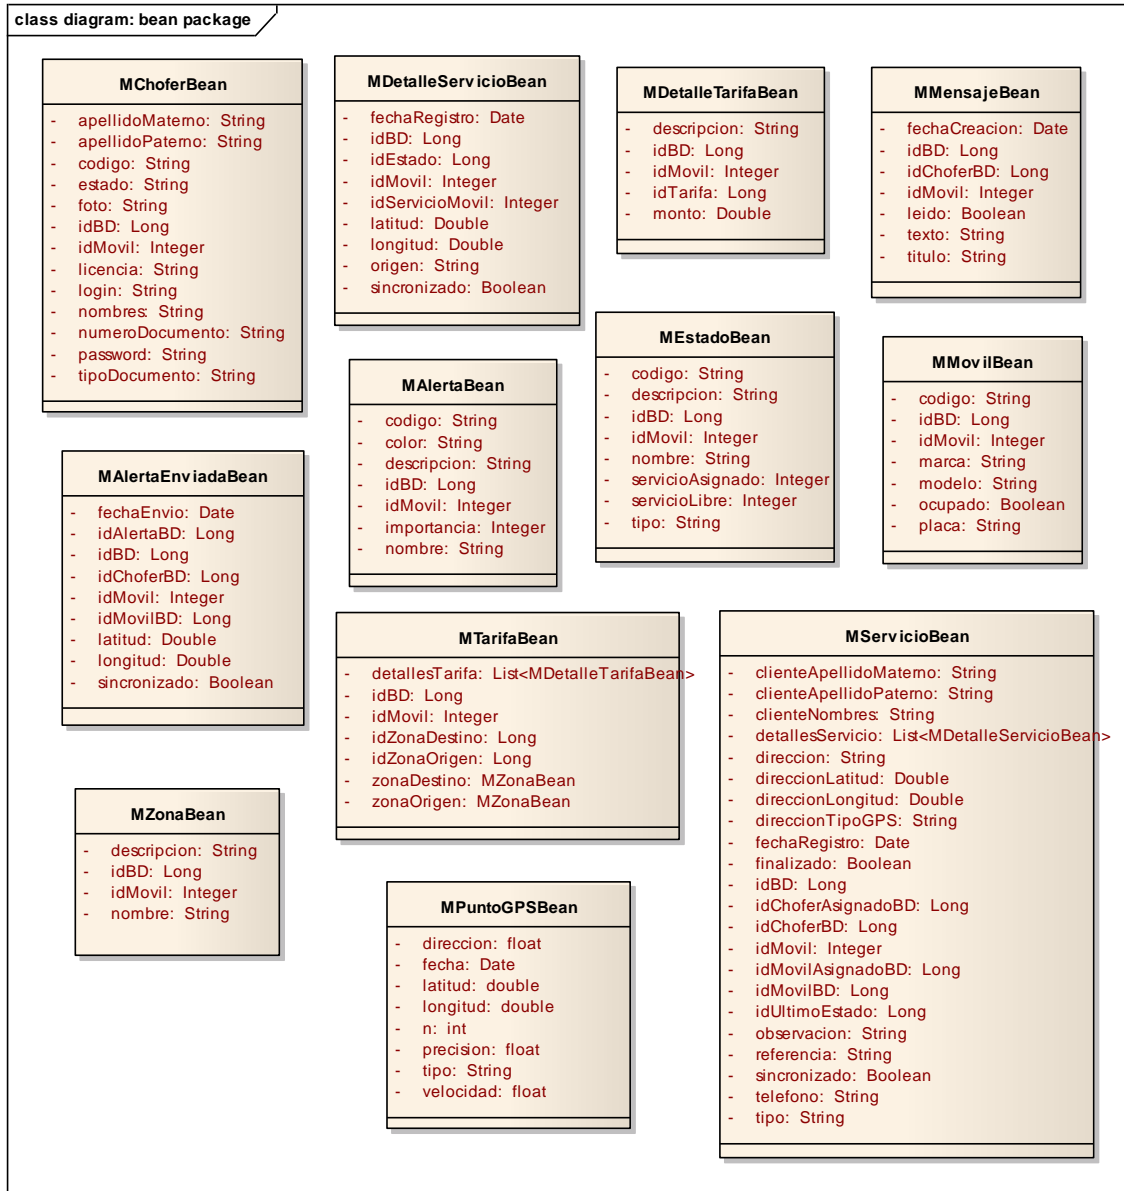 class diagram: bean package
MChoferBean
- apellidoMaterno: String
- apellidoPaterno: String
- codigo: String
- estado: String
- foto: String
- idBD: Long
- idMovil: Integer
- licencia: String
- login: String
- nombres: String
- numeroDocumento: String
- password: String
- tipoDocumento: String
MDetalleServicioBean
- fechaRegistro: Date
- idBD: Long
- idEstado: Long
- idMovil: Integer
- idServicioMovil: Integer
- latitud: Double
- longitud: Double
- origen: String
- sincronizado: Boolean
MDetalleTarifaBean
- descripcion: String
- idBD: Long
- idMovil: Integer
- idTarifa: Long
- monto: Double
MMensajeBean
- fechaCreacion: Date
- idBD: Long
- idChoferBD: Long
- idMovil: Integer
- leido: Boolean
- texto: String
- titulo: String
MAlertaBean
- codigo: String
- color: String
- descripcion: String
- idBD: Long
- idMovil: Integer
- importancia: Integer
- nombre: String
MEstadoBean
- codigo: String
- descripcion: String
- idBD: Long
- idMovil: Integer
- nombre: String
- servicioAsignado: Integer
- servicioLibre: Integer
- tipo: String
MMovilBean
- codigo: String
- idBD: Long
- idMovil: Integer
- marca: String
- modelo: String
- ocupado: Boolean
- placa: String
MAlertaEnviadaBean
- fechaEnvio: Date
- idAlertaBD: Long
- idBD: Long
- idChoferBD: Long
- idMovil: Integer
- idMovilBD: Long
- latitud: Double
- longitud: Double
- sincronizado: Boolean
MTarifaBean
- detallesTarifa: List<MDetalleTarifaBean>
- idBD: Long
- idMovil: Integer
- idZonaDestino: Long
- idZonaOrigen: Long
- zonaDestino: MZonaBean
- zonaOrigen: MZonaBean
MServicioBean
- clienteApellidoMaterno: String
- clienteApellidoPaterno: String
- clienteNombres: String
- detallesServicio: List<MDetalleServicioBean>
- direccion: String
- direccionLatitud: Double
- direccionLongitud: Double
- direccionTipoGPS: String
- fechaRegistro: Date
- finalizado: Boolean
- idBD: Long
- idChoferAsignadoBD: Long
- idChoferBD: Long
- idMovil: Integer
- idMovilAsignadoBD: Long
- idMovilBD: Long
- idUltimoEstado: Long
- observacion: String
- referencia: String
- sincronizado: Boolean
- telefono: String
- tipo: String
MZonaBean
- descripcion: String
- idBD: Long
- idMovil: Integer
- nombre: String
MPuntoGPSBean
- direccion: float
- fecha: Date
- latitud: double
- longitud: double
- n: int
- precision: float
- tipo: String
- velocidad: float